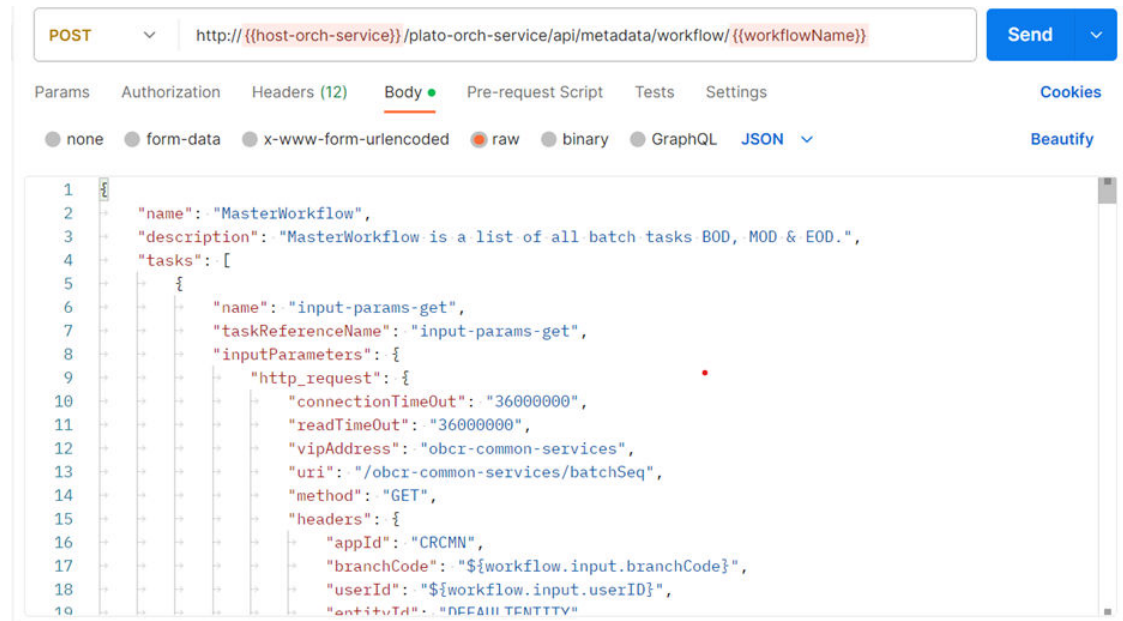 POST http://{{host-orch-service}}/plato-orch-service/api/metadata/workflow/{{workflowName}} Send
Params Authorization Headers (12) Body Pre-request Script Tests Settings Cookies
none form-data x-www-form-urlencoded raw binary GraphQL JSON Beautify
1 {
2 "name": "MasterWorkflow",
3 "description": "MasterWorkflow is a list of all batch tasks BOD, MOD & EOD.",
4 "tasks": [
5 {
6 "name": "input-params-get",
7 "taskReferenceName": "input-params-get",
8 "inputParameters": {
9 "http_request": {
10 "connectionTimeOut": "36000000",
11 "readTimeOut": "36000000",
12 "vipAddress": "obcr-common-services",
13 "uri": "/obcr-common-services/batchSeq",
14 "method": "GET",
15 "headers": {
16 "appId": "CRCMN",
17 "branchCode": "${workflow.input.branchCode}",
18 "userId": "${workflow.input.userID}",
19 "entityId": "DEFAULTENTITY"